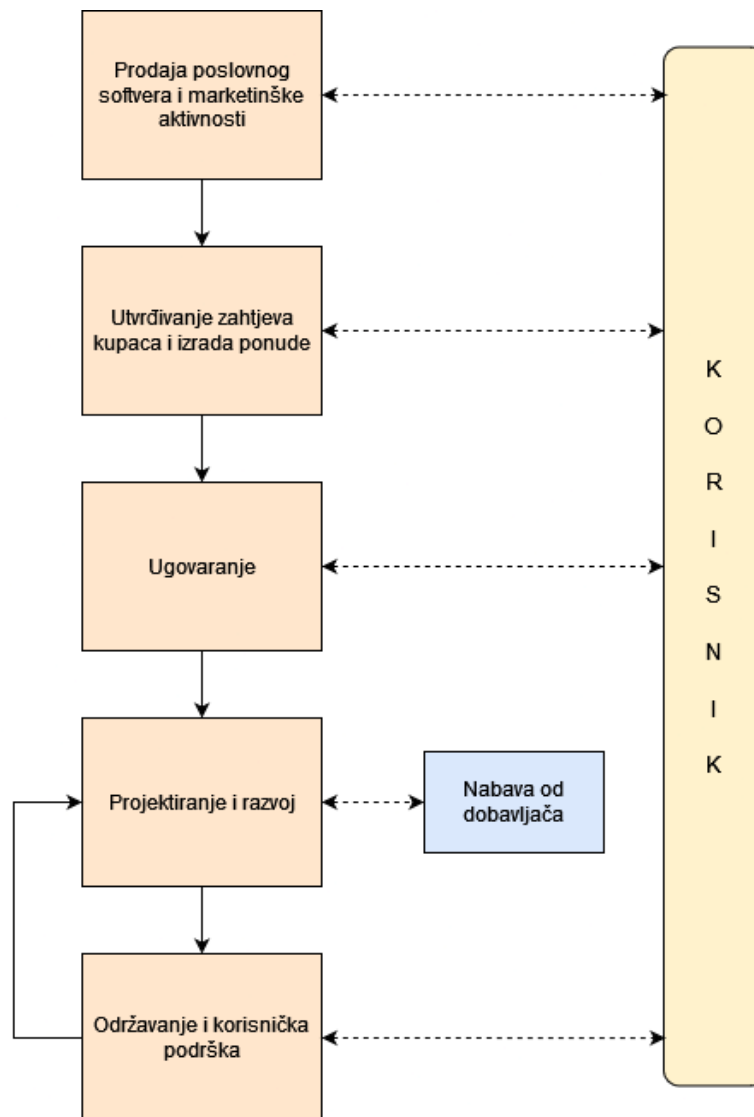 Prodaja poslovnog
softvera i marketinške
aktivnosti
Utvrđivanje zahtjeva
kupaca i izrada ponude
Ugovaranje
Projektiranje i razvoj
Nabava od
dobavljača
Održavanje i korisnička
podrška
K
O
R
I
S
N
I
K